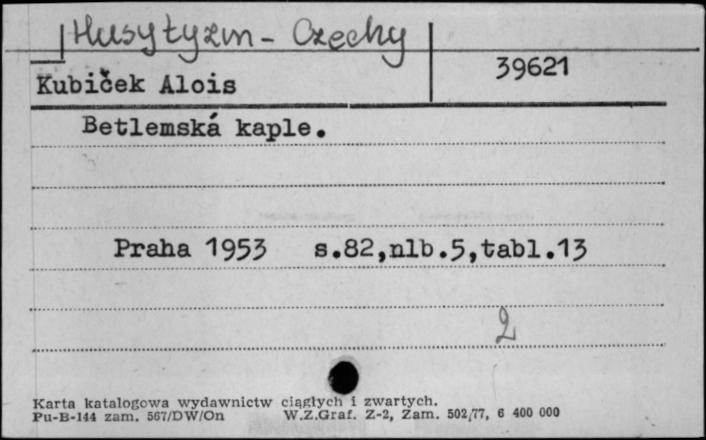 Husytyzm - Czechy
39621
Kubiček Alois
Betlemská kaple.
Praha 1953 s.82,nlb.5,tabl.13
2
Karta katalogowa wydawnictw ciągłych i zwartych.
Pu-B-144 zam. 567/DW/On W.Z.Graf. Z-2, Zam. 502/77, 6 400 000